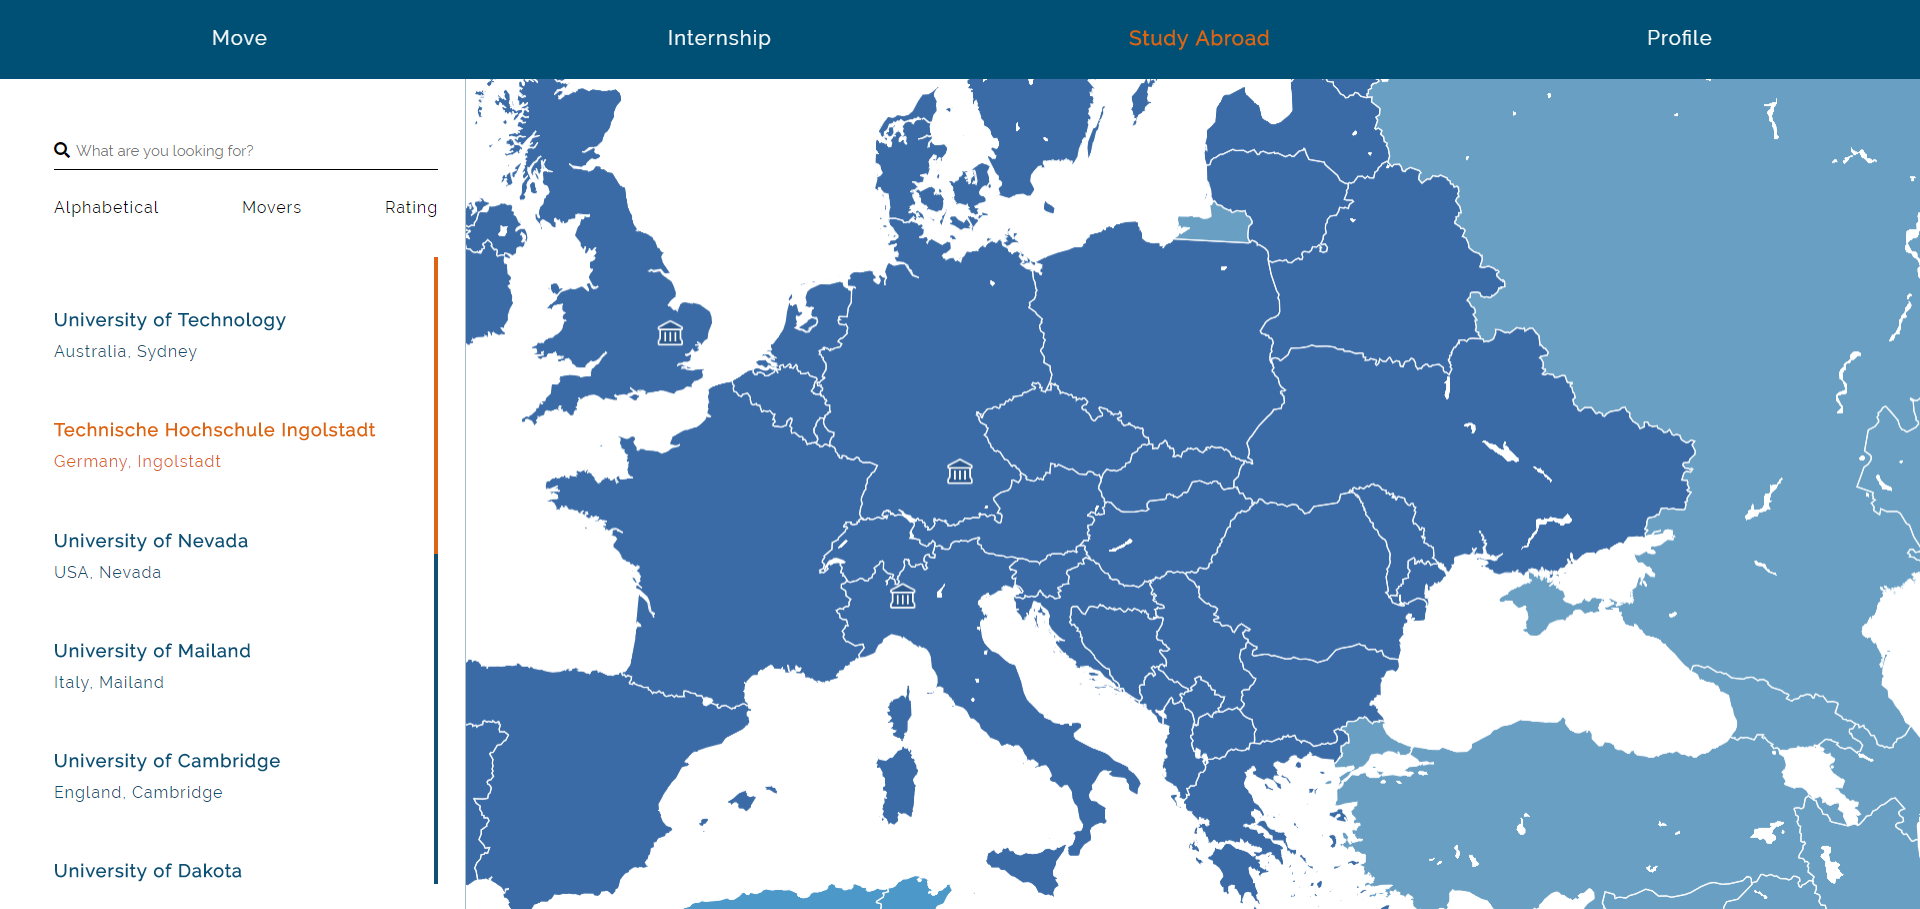 Move
Internship
Study Abroad
Profile
What are you looking for?
Alphabetical
Movers
Rating
University of Technology
Australia, Sydney
Technische Hochschule Ingolstadt
Germany, Ingolstadt
University of Nevada
USA, Nevada
University of Mailand
Italy, Mailand
University of Cambridge
England, Cambridge
University of Dakota